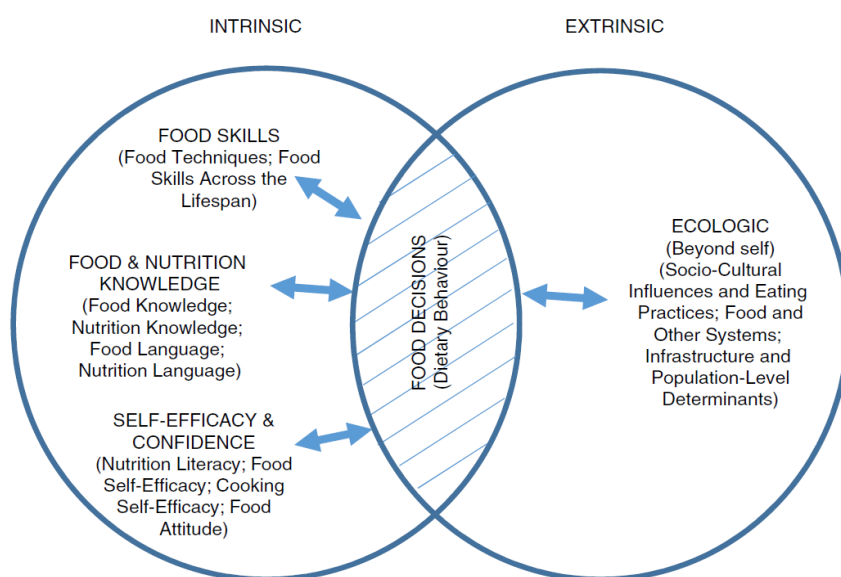 INTRINSIC
EXTRINSIC
FOOD SKILLS
(Food Techniques; Food
Skills Across the
Lifespan)
FOOD & NUTRITION
KNOWLEDGE
(Food Knowledge;
Nutrition Knowledge;
Food Language;
Nutrition Language)
SELF-EFFICACY &
CONFIDENCE
(Nutrition Literacy; Food
Self-Efficacy; Cooking
Self-Efficacy; Food
Attitude)
FOOD DECISIONS
(Dietary Behaviour)
ECOLOGIC
(Beyond self)
(Socio-Cultural
Influences and Eating
Practices; Food and
Other Systems;
Infrastructure and
Population-Level
Determinants)